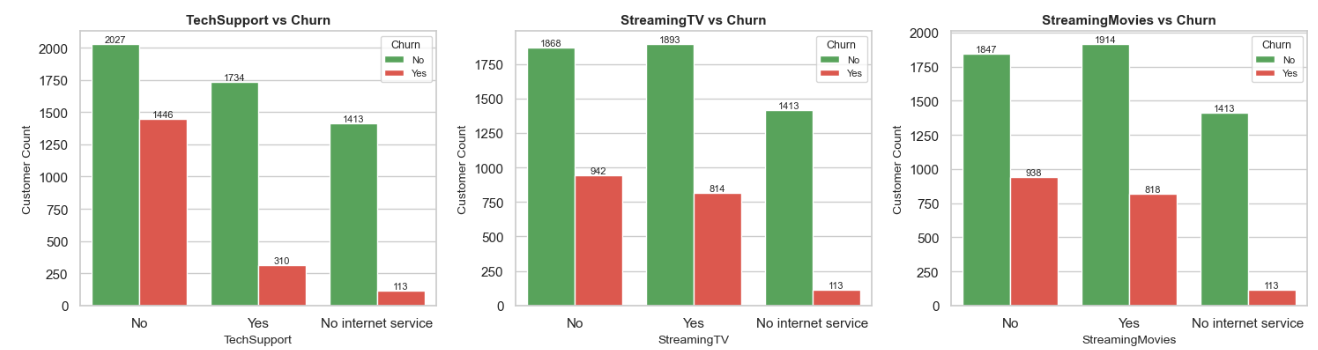 TechSupport vs Churn
2027
1446
1734
310
1413
113
Churn
No
Yes
2000
1750
1500
1250
1000
750
500
250
0
Customer Count
No
Yes
No internet service
TechSupport
StreamingTV vs Churn
1868
942
1893
814
1413
113
Churn
No
Yes
1750
1500
1250
1000
750
500
250
0
Customer Count
No
Yes
No internet service
StreamingTV
StreamingMovies vs Churn
1847
938
1914
818
1413
113
Churn
No
Yes
2000
1750
1500
1250
1000
750
500
250
0
Customer Count
No
Yes
No internet service
StreamingMovies